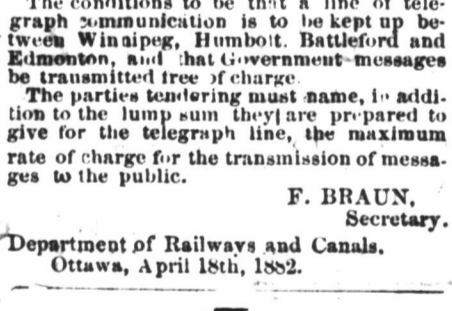 The conditions to be that a line of tele-
graph communication is to be kept up be-
tween Winnipeg, Humbolt. Battleford and
Edmonton, and that Government messages
be transmitted free of charge
The parties tendering must name, in addi-
tion to the lump sum they are prepared to
give for the telegraph line, the maximum
rate of charge for the transmission of messa-
ges to the public.
F. BRAUN,
Secretary.
Department of Railways and Canals.
Ottawa, April 18th, 1882.